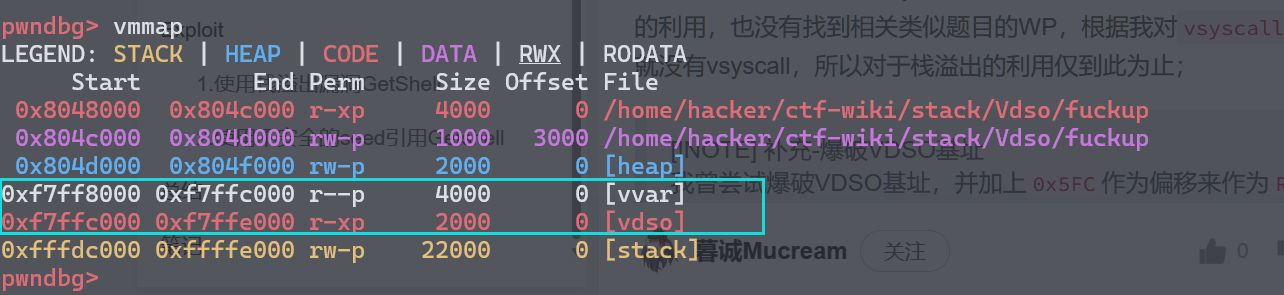 pwndbg> vmmap
LEGEND: STACK | HEAP | CODE | DATA | RWX | RODATA
Start End Perm Size Offset File
0x8048000 0x804c000 r-xp 4000 0 /home/hacker/ctf-wiki/stack/Vdso/fuckup
0x804c000 0x804d000 rw-p 1000 3000 /home/hacker/ctf-wiki/stack/Vdso/fuckup
0x804d000 0x804f000 rw-p 2000 0 [heap]
0xf7ff8000 0xf7ffc000 r--p 4000 0 [vvar]
0xf7ffc000 0xf7ffe000 r-xp 2000 0 [vdso]
0xfffdc000 0xffffe000 rw-p 22000 0 [stack]
pwndbg>
的利用，也没有找到相关类似题目的WP，根据我对 vsyscall
就没有vsyscall，所以对于栈溢出的利用仅到此为止；
[NOTE] 补充-爆破VDSO基址
我曾尝试爆破VDSO基址，并加上 0x5FC 作为偏移来作为 R
暮诚Mucream 关注 0